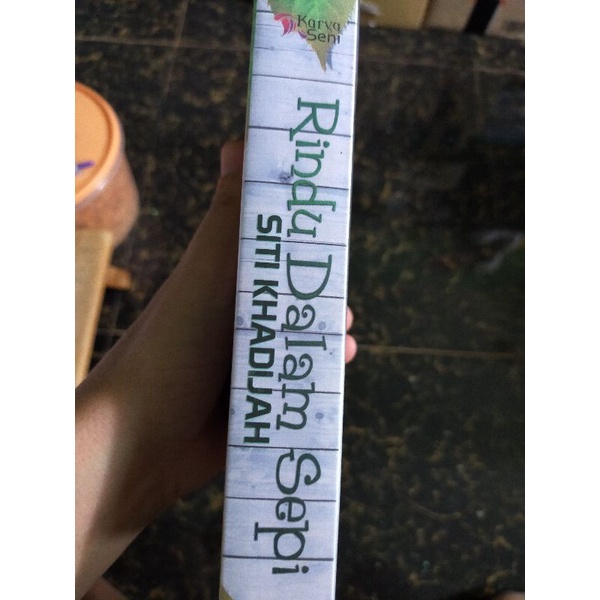 Karya
Seni
Rindu Dalam Sepi
SITI KHADIJAH